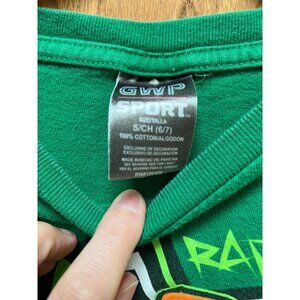 GWP
SPORT™
SIZE/TALLA
S/CH (6/7)
100% COTTON/ALGODON
EXCLUSIVE OF DECORATION
EXCLUSIVO DE DECORACION
MADE IN/HECHO EN PAKISTAN
RAP